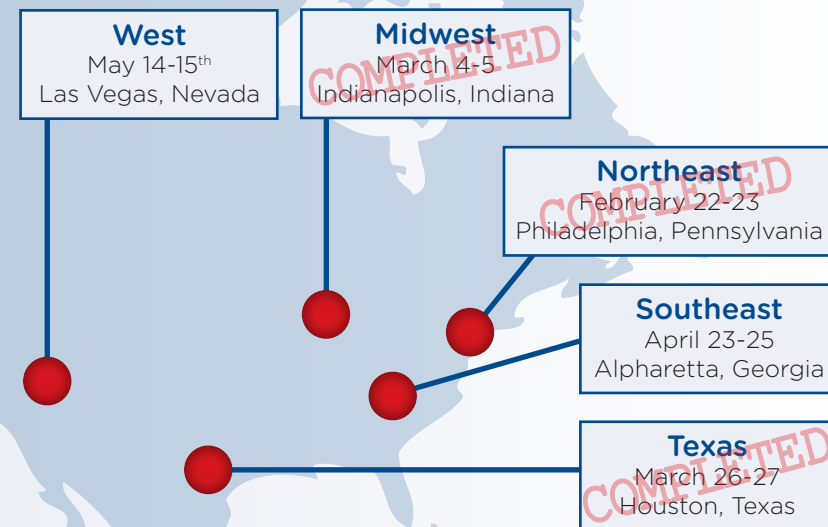 West
May 14-15th
Las Vegas, Nevada
Midwest
March 4-5
Indianapolis, Indiana
COMPLETED
Northeast
February 22-23
Philadelphia, Pennsylvania
COMPLETED
Southeast
April 23-25
Alpharetta, Georgia
Texas
March 26-27
Houston, Texas
COMPLETED